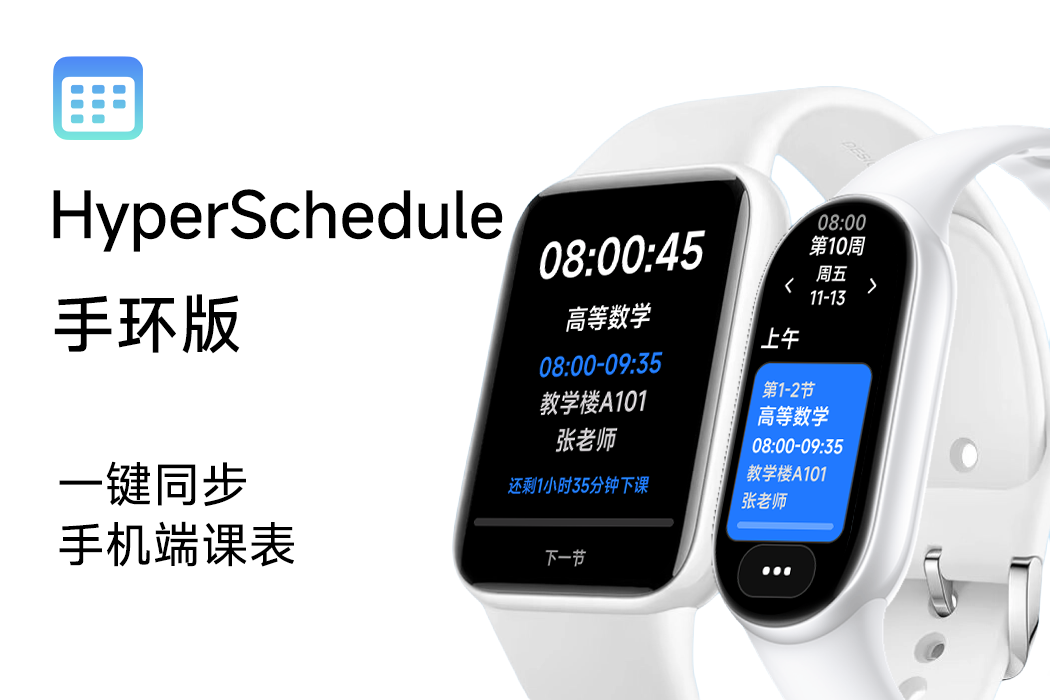 HyperSchedule
手环版
一键同步
手机端课表
08:00:45
高等数学
08:00-09:35
教学楼A101
张老师
还剩1小时35分钟下课
下一节
08:00
第10周
周五
11-13
上午
第1-2节
高等数学
08:00-09:35
教学楼A101
张老师